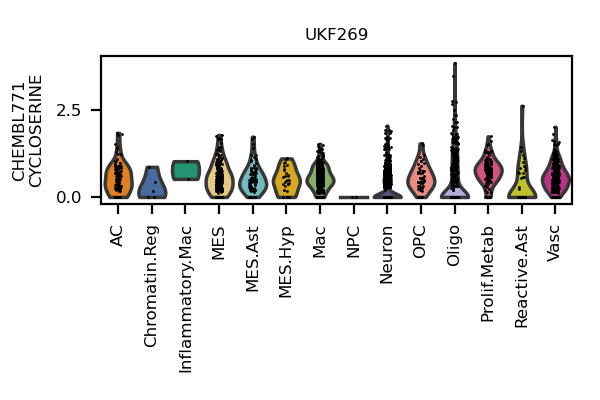 UKF269
CHEMBL771
CYCLOSERINE
2.5
0.0
AC
Chromatin.Reg
Inflammatory.Mac
MES
MES.Ast
MES.Hyp
Mac
NPC
Neuron
OPC
Oligo
Prolif.Metab
Reactive.Ast
Vasc